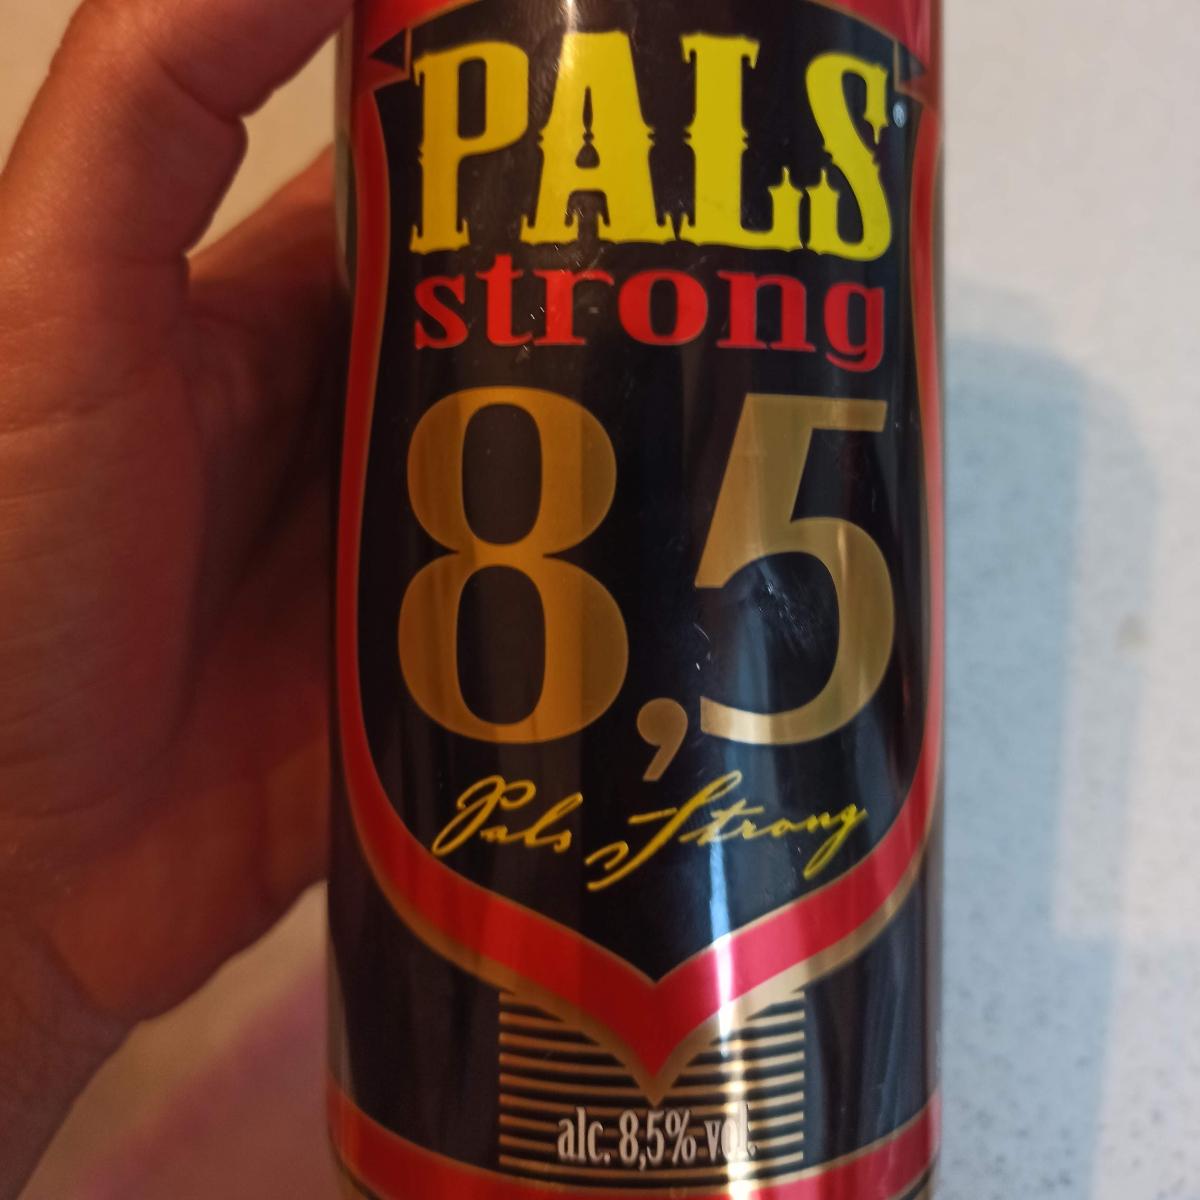 PALS®
strong
8,5
Pals Strong
alc. 8,5% vol.